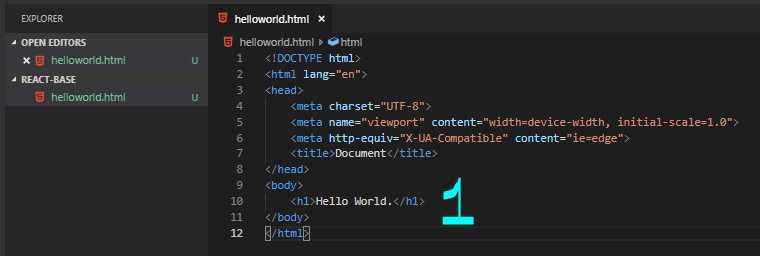 EXPLORER
OPEN EDITORS
helloworld.html U
REACT-BASE
helloworld.html U
helloworld.html
helloworld.html › html
1 <!DOCTYPE html>
2 <html lang="en">
3 <head>
4 <meta charset="UTF-8">
5 <meta name="viewport" content="width=device-width, initial-scale=1.0">
6 <meta http-equiv="X-UA-Compatible" content="ie=edge">
7 <title>Document</title>
8 </head>
9 <body>
10 <h1>Hello World.</h1>
11 </body>
12 </html>
1